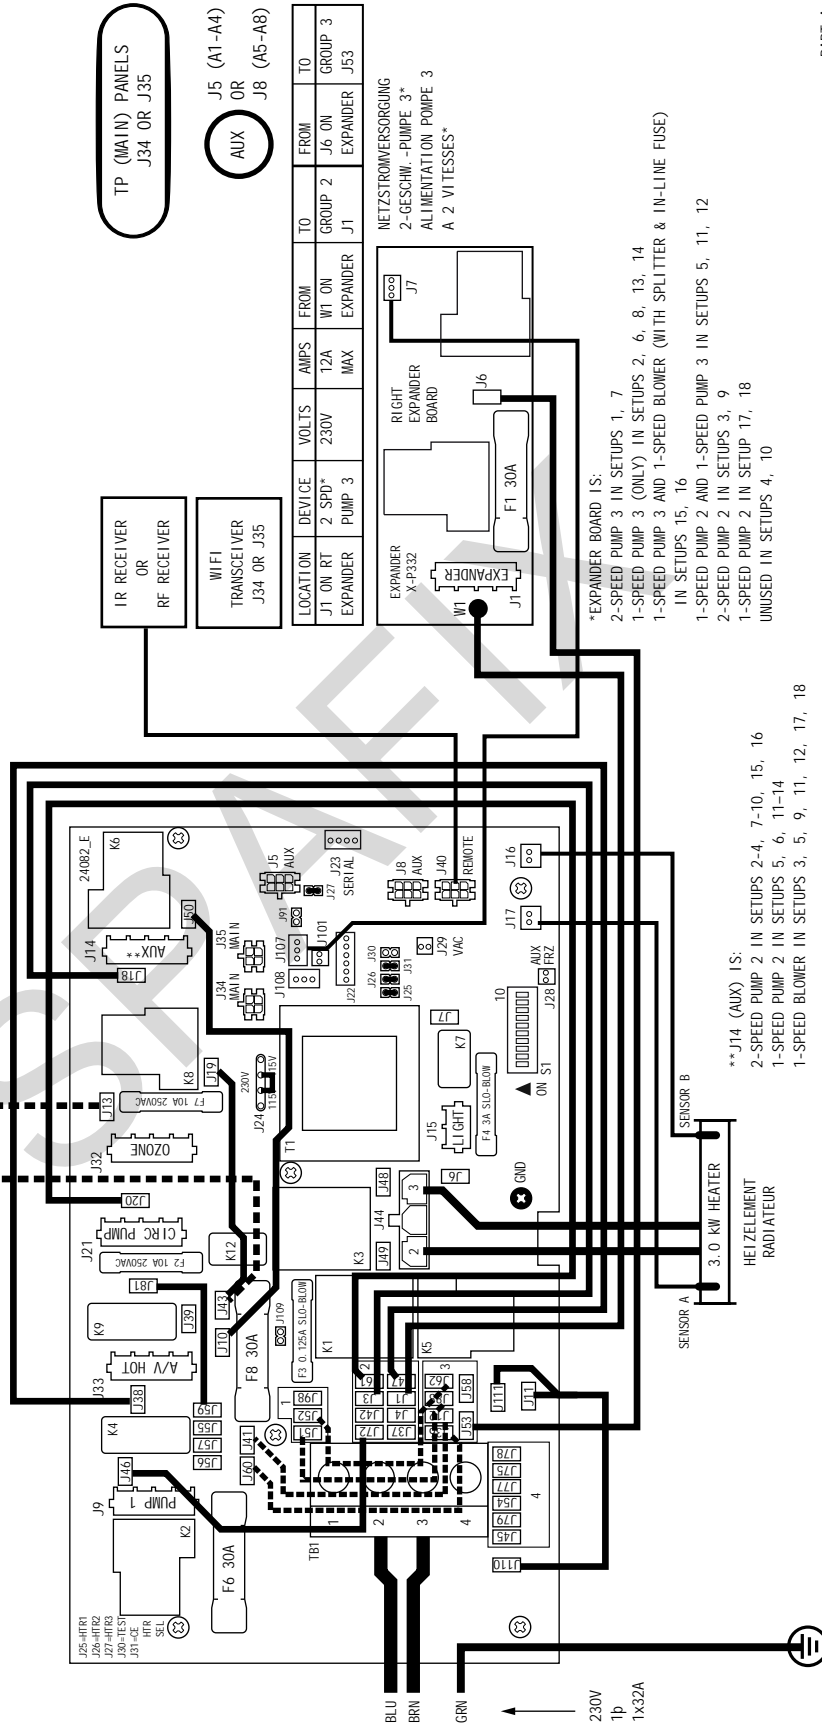 TP (MAIN) PANELS
J34 OR J35
AUX
J5 (A1-A4)
OR
J8 (A5-A8)
LOCATION DEVICE VOLTS AMPS FROM TO FROM TO
J1 ON RT 2 SPD* 230V 12A W1 ON GROUP 2 J6 ON GROUP 3
EXPANDER PUMP 3 MAX EXPANDER J1 EXPANDER J53
NETZSTROMVERSORGUNG
2-GESCHW.-PUMPE 3*
ALIMENTATION POMPE 3
A 2 VITESSES*
IR RECEIVER
OR
RF RECEIVER
WIFI
TRANSCEIVER
J34 OR J35
EXPANDER
X-P332
RIGHT
EXPANDER
BOARD
J7
J6
F1 30A
EXPANDER
J1
W1
*EXPANDER BOARD IS:
2-SPEED PUMP 3 IN SETUPS 1, 7
1-SPEED PUMP 3 (ONLY) IN SETUPS 2, 6, 8, 13, 14
1-SPEED PUMP 3 AND 1-SPEED BLOWER (WITH SPLITTER & IN-LINE FUSE)
IN SETUPS 15, 16
1-SPEED PUMP 2 AND 1-SPEED PUMP 3 IN SETUPS 5, 11, 12
2-SPEED PUMP 2 IN SETUPS 3, 9
1-SPEED PUMP 2 IN SETUP 17, 18
UNUSED IN SETUPS 4, 10
**J14 (AUX) IS:
2-SPEED PUMP 2 IN SETUPS 2-4, 7-10, 15, 16
1-SPEED PUMP 2 IN SETUPS 5, 6, 11-14
1-SPEED BLOWER IN SETUPS 3, 5, 9, 11, 12, 17, 18
24082_E
K6
J14
AUX**
J50
J18
K8
J19
J13
F7 10A 250VAC
J32
OZONE
J20
J21
CIRC PUMP
F2 10A 250VAC
K12
J81
K9
J39
J43
J10
J33
A/V HOT
J38
F8 30A
K4
J59
J55
J57
J56
J46
J9
PUMP 1
K2
F6 30A
J41
J60
J25=HTR1
J26=HTR2
J27=HTR3
J30=TEST
J31=CE
HTR
SEL
J5
AUX
J23
SERIAL
J27
J91
J35
MAIN
J107
J101
J34
MAIN
J108
J22
J8
AUX
J40
REMOTE
J30
J26
J31
J25
J29
VAC
J24
230V
115V
115V
T1
J7
K7
J15
LIGHT
F4 3A SLO-BLOW
J16
J17
AUX
FRZ
J28
10
ON S1
J6
GND
J48
J44
J49
3
2
K3
J109
F3 0.125A SLO-BLOW
K1
K5
1
J98
J52
J51
2
J61
J47
J3
J1
J42
J4
J72
J37
3
J62
J58
J53
J111
J11
J78
J75
J77
J54
J79
J45
4
J110
TB1
1
2
3
4
SENSOR B
SENSOR A
3.0 kW HEATER
HEIZELEMENT
RADIATEUR
BLU
BRN
GRN
230V
1p
1x32A
SPAFIX